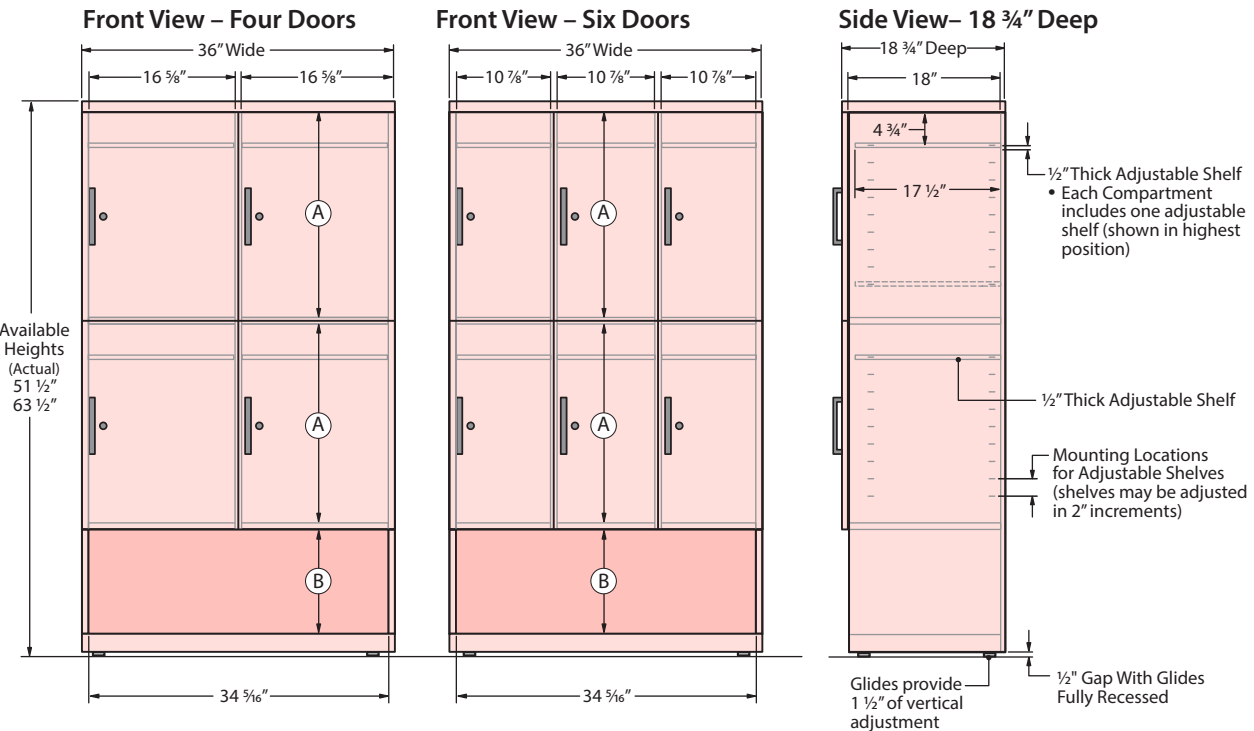 Front View – Four Doors
36” Wide
16 ⅝”
16 ⅝”
A
A
B
34 ⁵⁄₁₆”
Available
Heights
(Actual)
51 ½”
63 ½”
Front View – Six Doors
36” Wide
10 ⅞”
10 ⅞”
10 ⅞”
A
A
B
34 ⁵⁄₁₆”
Side View– 18 ¾” Deep
18 ¾” Deep
18”
4 ¾”
17 ½”
½” Thick Adjustable Shelf
• Each Compartment
includes one adjustable
shelf (shown in highest
position)
½” Thick Adjustable Shelf
Mounting Locations
for Adjustable Shelves
(shelves may be adjusted
in 2” increments)
Glides provide
1 ½” of vertical
adjustment
½" Gap With Glides
Fully Recessed